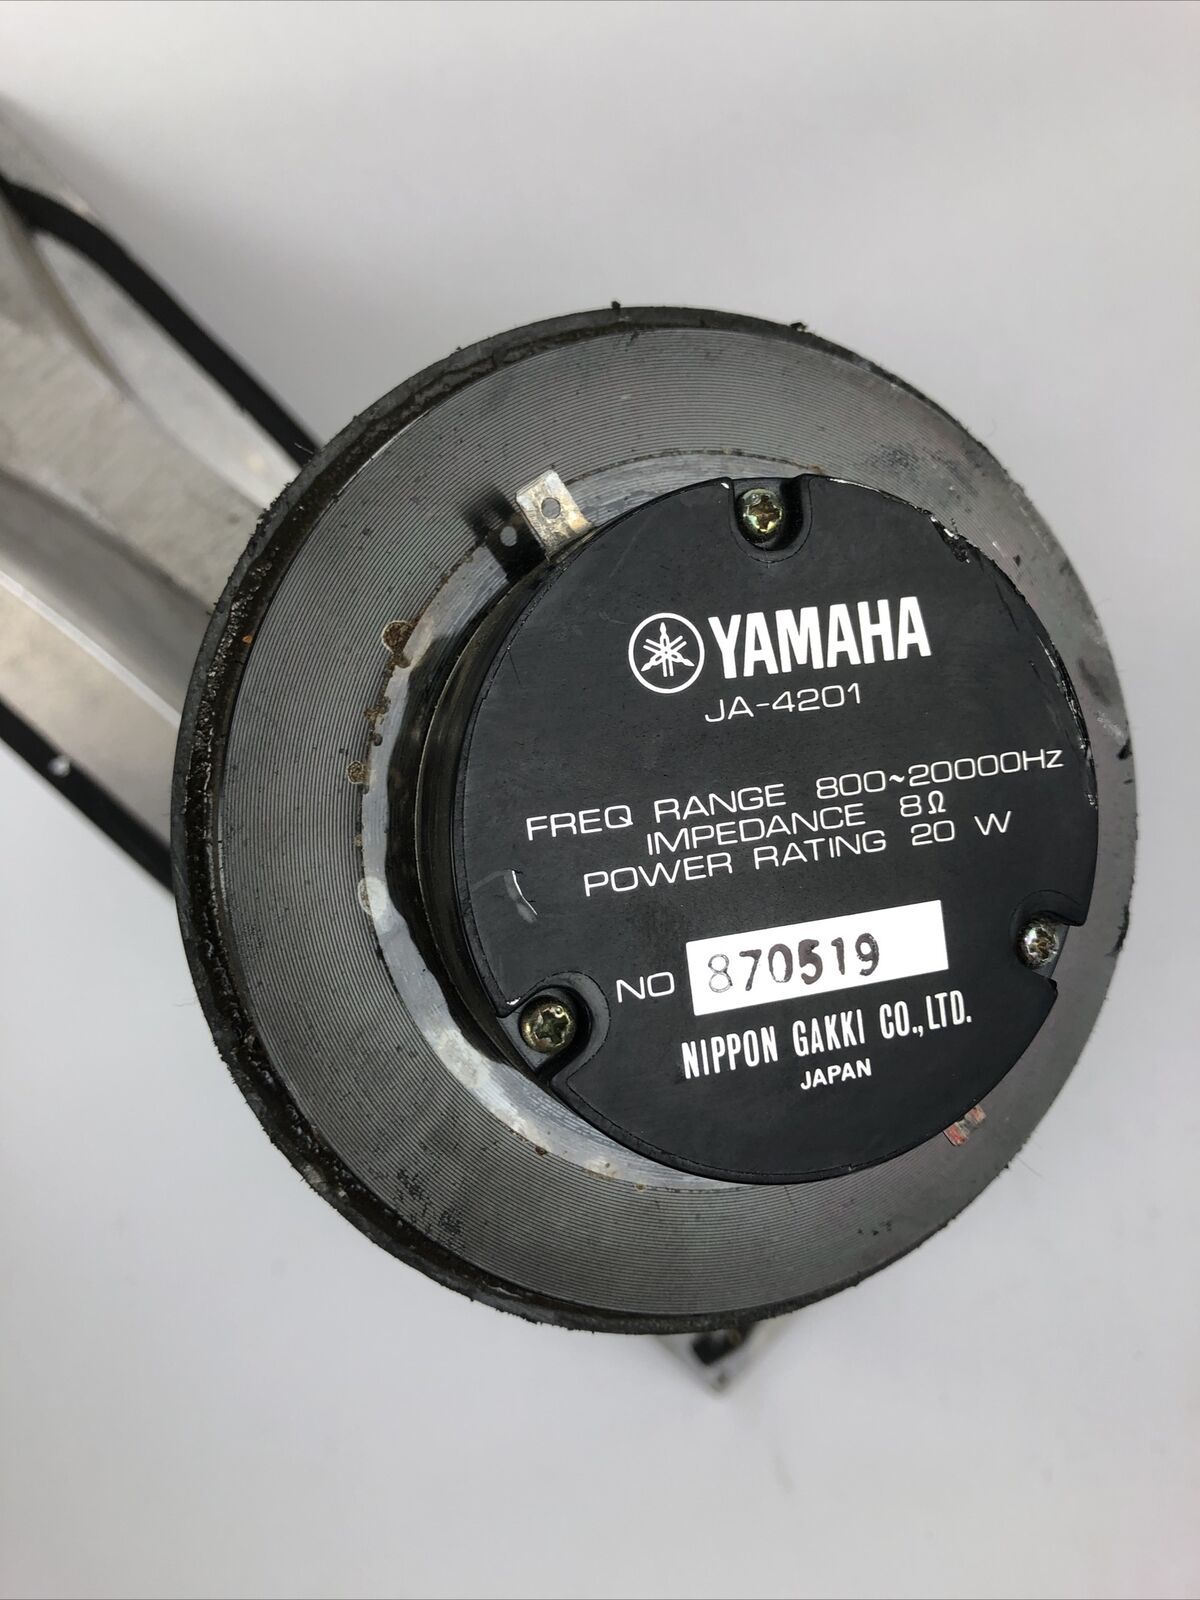 YAMAHA
JA-4201
FREQ RANGE 800~20000Hz
IMPEDANCE 8Ω
POWER RATING 20 W
NO 870519
NIPPON GAKKI CO., LTD.
JAPAN